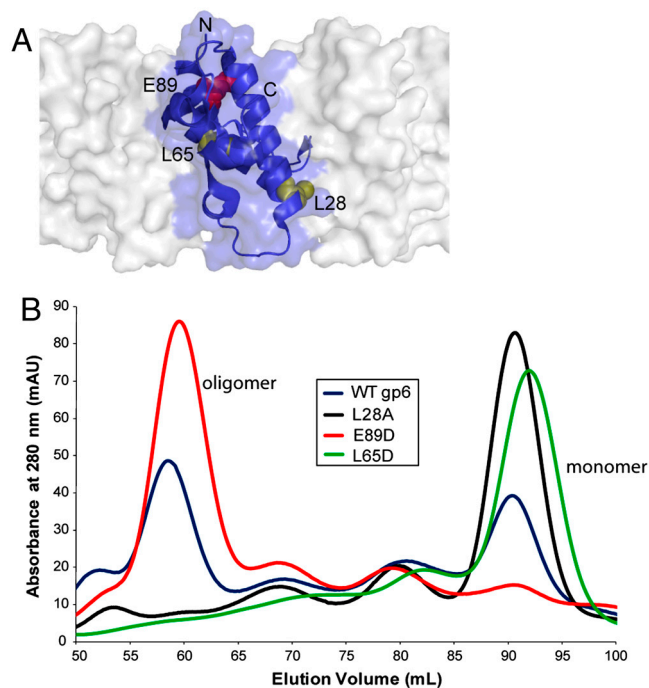 A
N
E89
C
L65
L28
B
90
80
70
60
50
40
30
20
10
0
Absorbance at 280 nm (mAU)
oligomer
WT gp6
L28A
E89D
L65D
monomer
50 55 60 65 70 75 80 85 90 95 100
Elution Volume (mL)